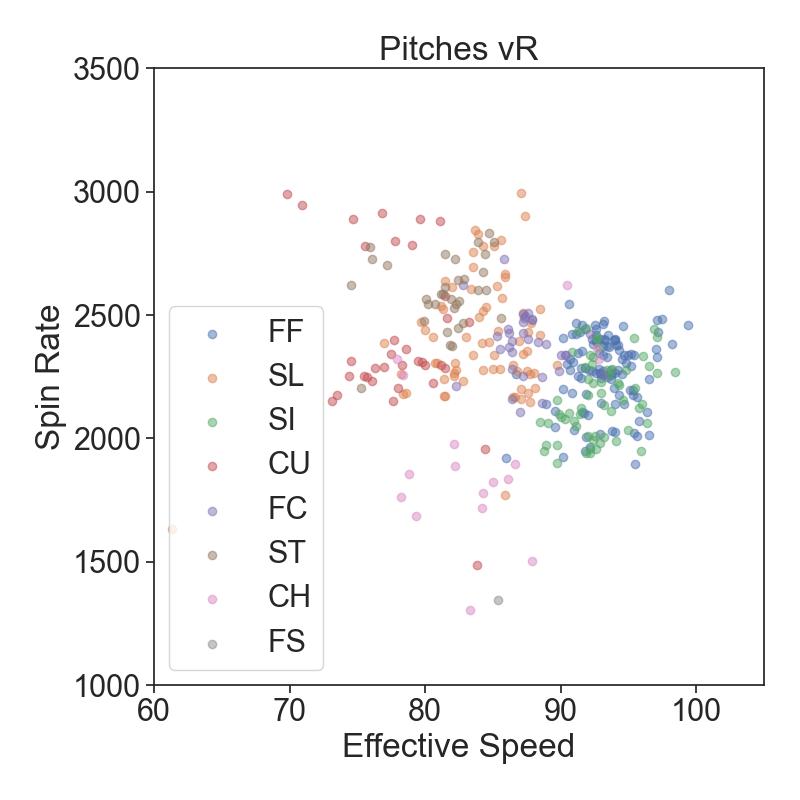 Pitches vR
3500
3000
2500
2000
1500
1000
Spin Rate
FF
SL
SI
CU
FC
ST
CH
FS
60 70 80 90 100
Effective Speed